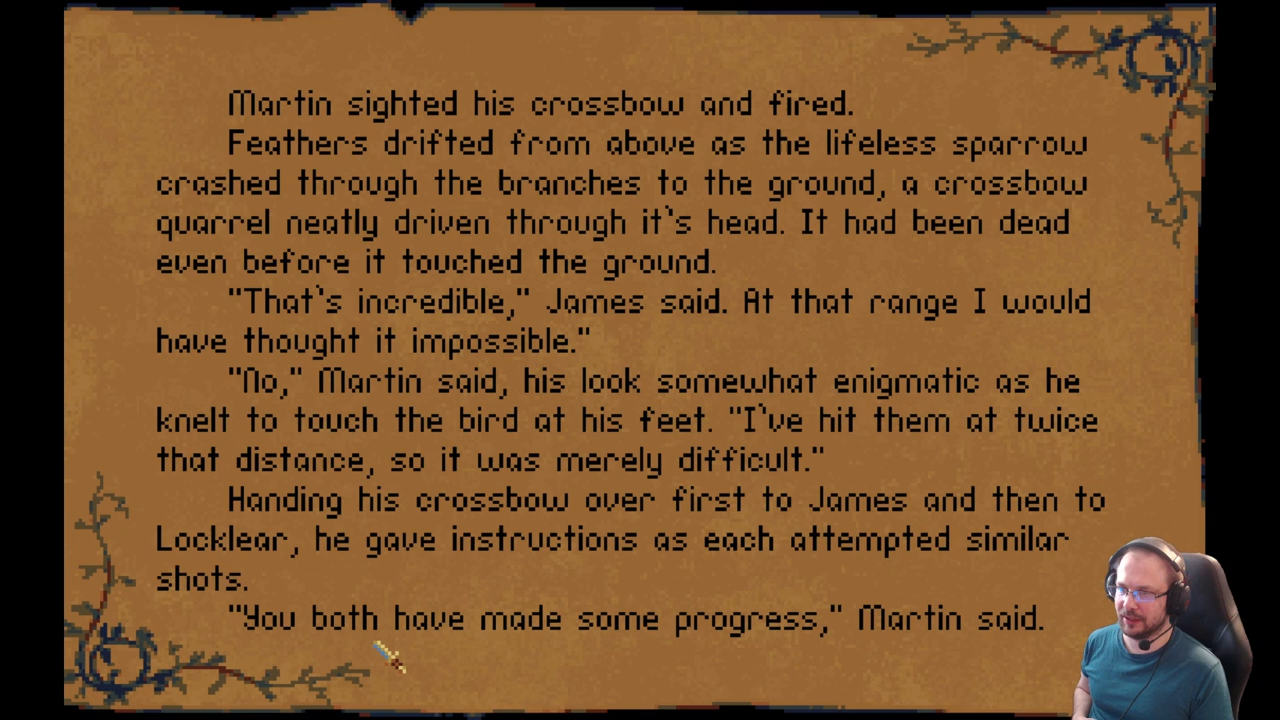 Martin sighted his crossbow and fired.
Feathers drifted from above as the lifeless sparrow
crashed through the branches to the ground, a crossbow
quarrel neatly driven through it's head. It had been dead
even before it touched the ground.
"That's incredible," James said. At that range I would
have thought it impossible."
"No," Martin said, his look somewhat enigmatic as he
knelt to touch the bird at his feet. "I've hit them at twice
that distance, so it was merely difficult."
Handing his crossbow over first to James and then to
Locklear, he gave instructions as each attempted similar
shots.
"You both have made some progress," Martin said.